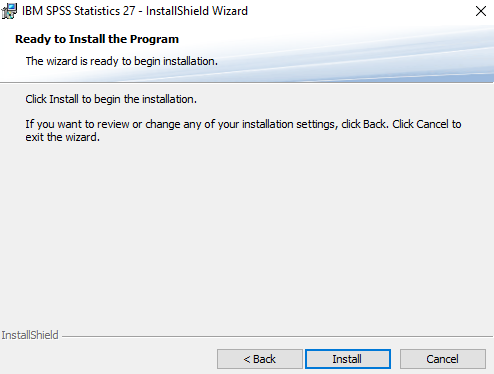 IBM SPSS Statistics 27 - InstallShield Wizard
Ready to Install the Program
The wizard is ready to begin installation.
Click Install to begin the installation.
If you want to review or change any of your installation settings, click Back. Click Cancel to
exit the wizard.
InstallShield
< Back
Install
Cancel